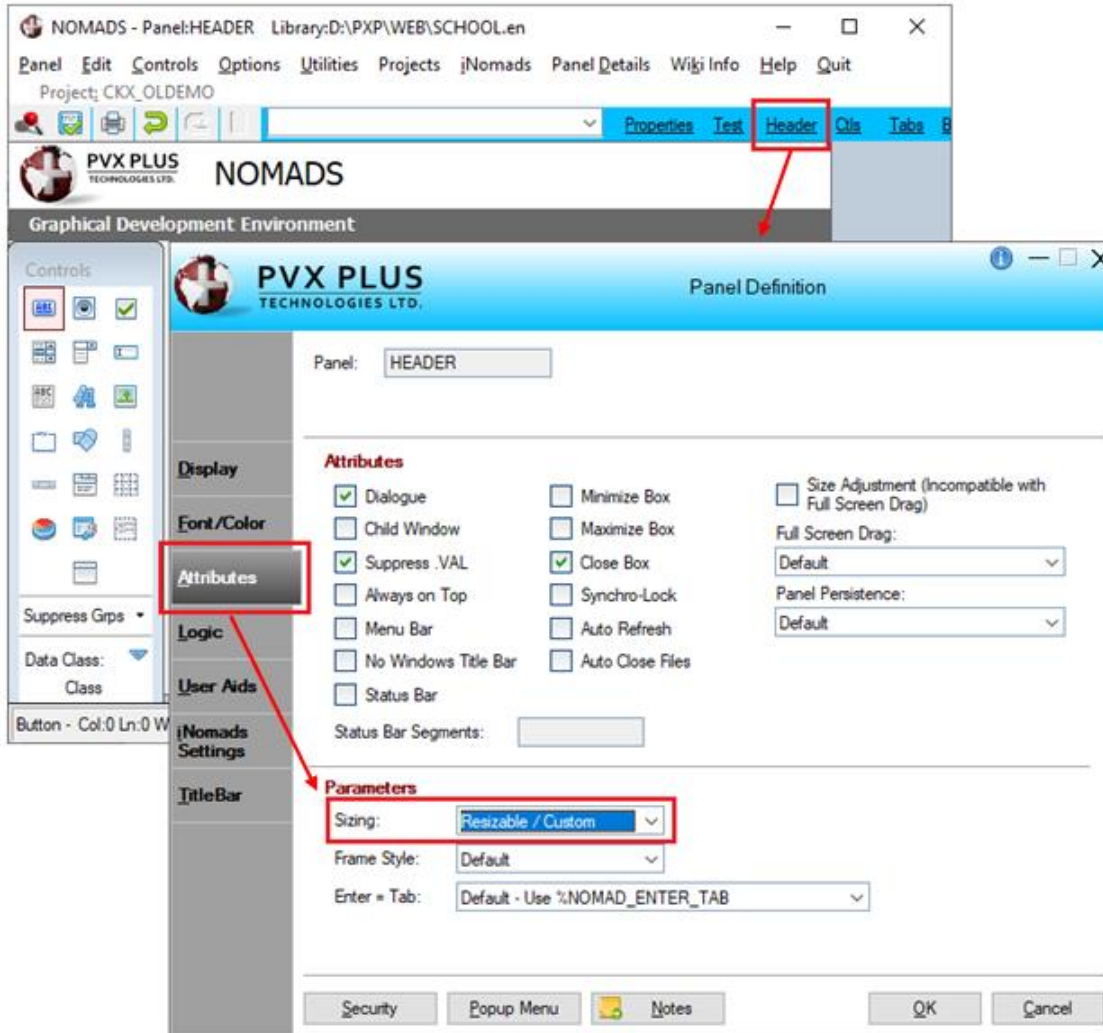 NOMADS - Panel:HEADER Library:D:\PXP\WEB\SCHOOL.en
Panel Edit Controls Options Utilities Projects iNomads Panel Details Wiki Info Help Quit
Project: CKX_OLDEMO
Properties Test Header Ctls Tabs B
PVX PLUS
TECHNOLOGIES LTD.
NOMADS
Graphical Development Environment
Controls
Suppress Grps
Data Class:
Class
Button - Col:0 Ln:0 W
PVX PLUS
TECHNOLOGIES LTD.
Panel Definition
Display
Font/Color
Attributes
Logic
User Aids
iNomads
Settings
TitleBar
Panel: HEADER
Attributes
Dialogue
Child Window
Suppress .VAL
Always on Top
Menu Bar
No Windows Title Bar
Status Bar
Status Bar Segments:
Minimize Box
Maximize Box
Close Box
Synchro-Lock
Auto Refresh
Auto Close Files
Size Adjustment (Incompatible with
Full Screen Drag)
Full Screen Drag:
Default
Panel Persistence:
Default
Parameters
Sizing: Resizable / Custom
Frame Style: Default
Enter = Tab: Default - Use %NOMAD_ENTER_TAB
Security Popup Menu Notes OK Cancel